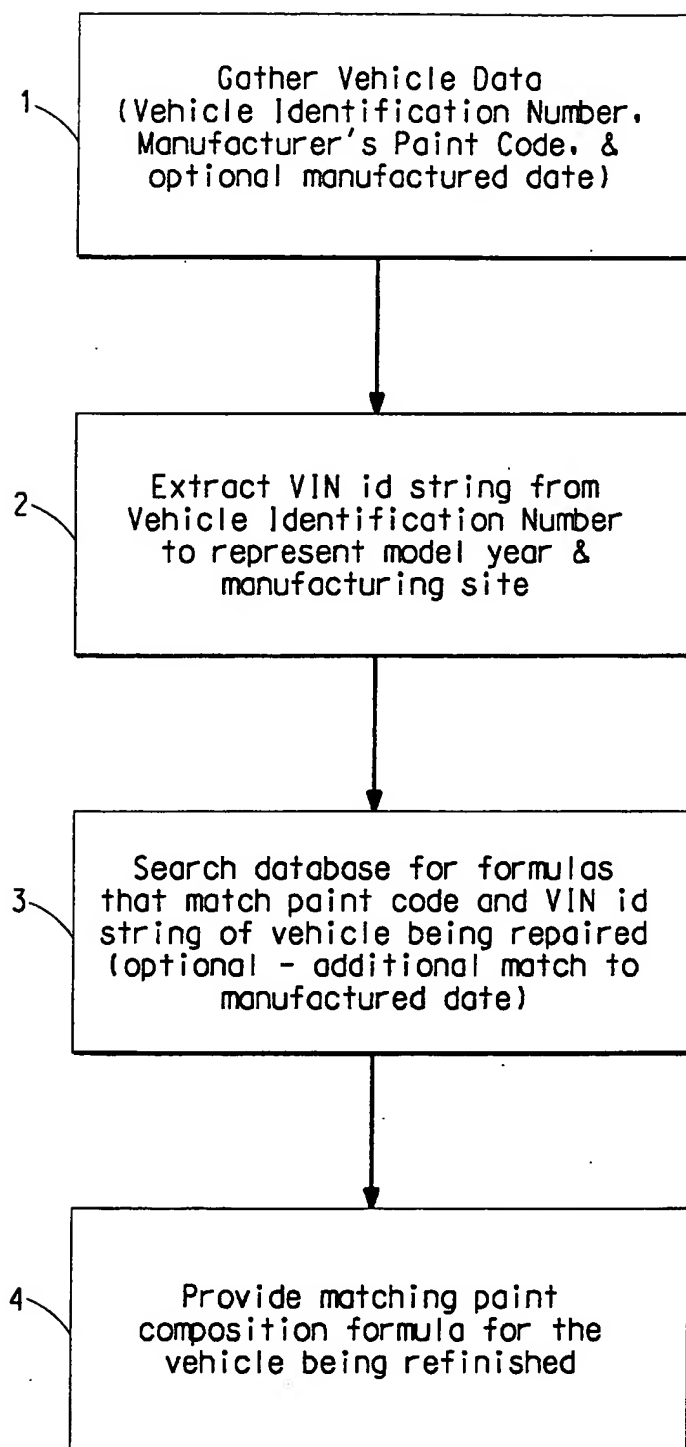 1
Gather Vehicle Data
(Vehicle Identification Number,
Manufacturer's Paint Code, &
optional manufactured date)
2
Extract VIN id string from
Vehicle Identification Number
to represent model year &
manufacturing site
3
Search database for formulas
that match paint code and VIN id
string of vehicle being repaired
(optional - additional match to
manufactured date)
4
Provide matching paint
composition formula for the
vehicle being refinished